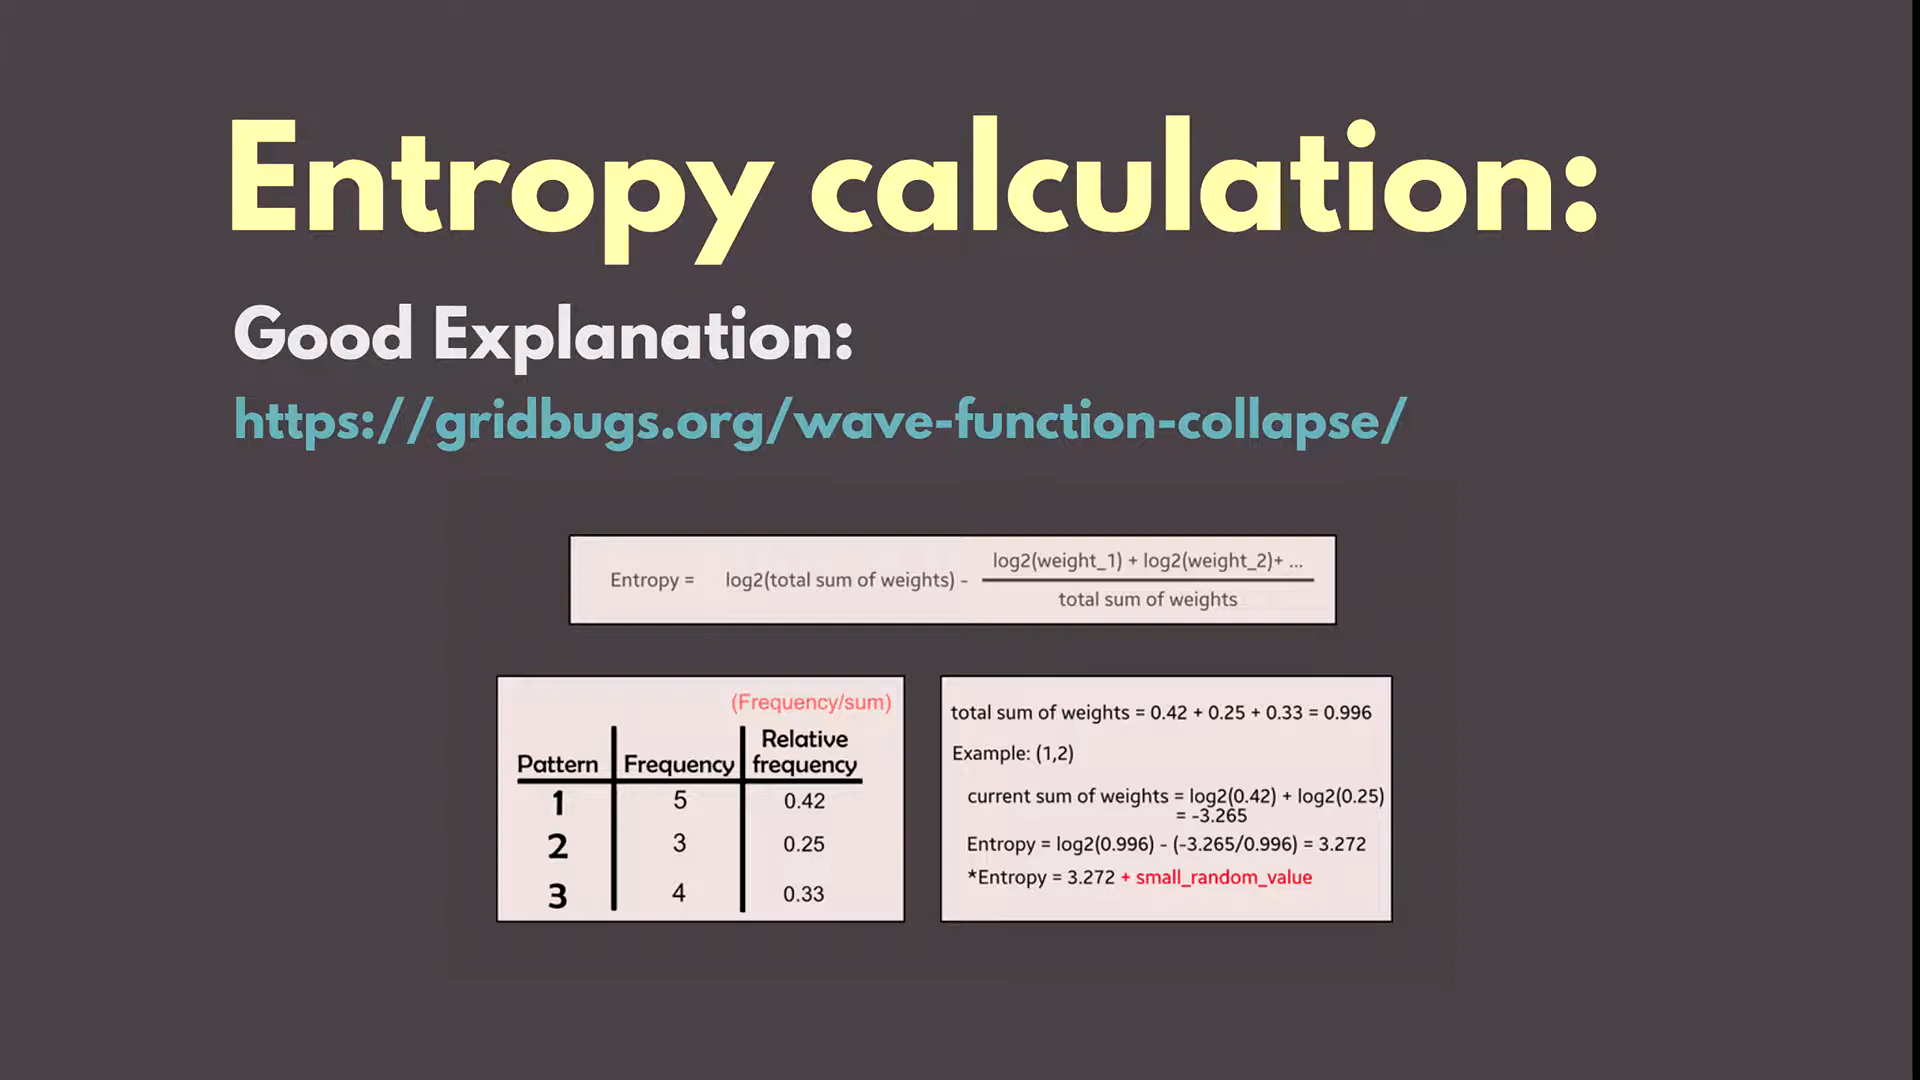 Entropy calculation:
Good Explanation:
https://gridbugs.org/wave-function-collapse/
Entropy = log2(total sum of weights) - log2(weight_1) + log2(weight_2)+ ...
total sum of weights
(Frequency/sum)
Pattern Frequency Relative frequency
1 5 0.42
2 3 0.25
3 4 0.33
total sum of weights = 0.42 + 0.25 + 0.33 = 0.996
Example: (1,2)
current sum of weights = log2(0.42) + log2(0.25)
= -3.265
Entropy = log2(0.996) - (-3.265/0.996) = 3.272
*Entropy = 3.272 + small_random_value